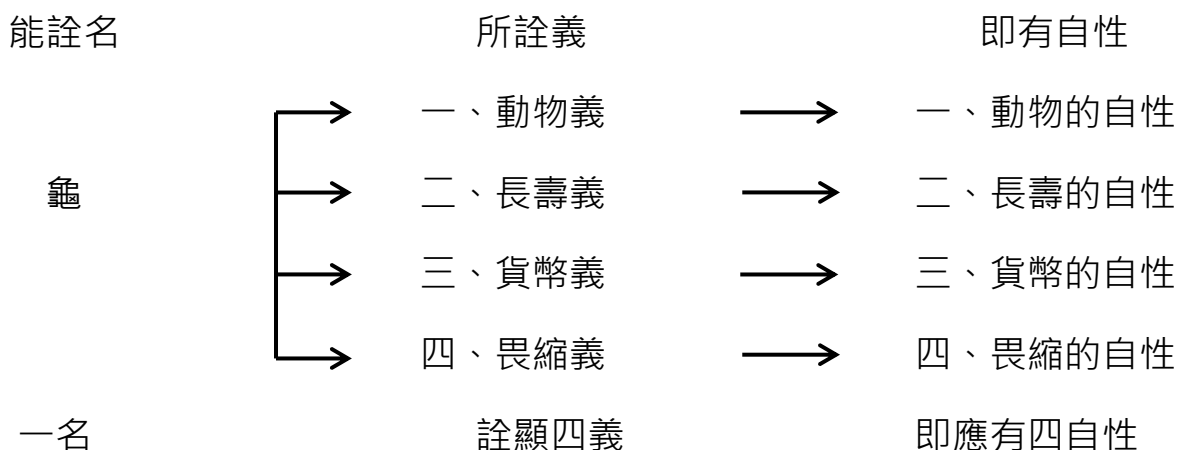 能詮名 所詮義 即有自性
一、動物義 一、動物的自性
龜 二、長壽義 二、長壽的自性
三、貨幣義 三、貨幣的自性
四、畏縮義 四、畏縮的自性
一名 詮顯四義 即應有四自性